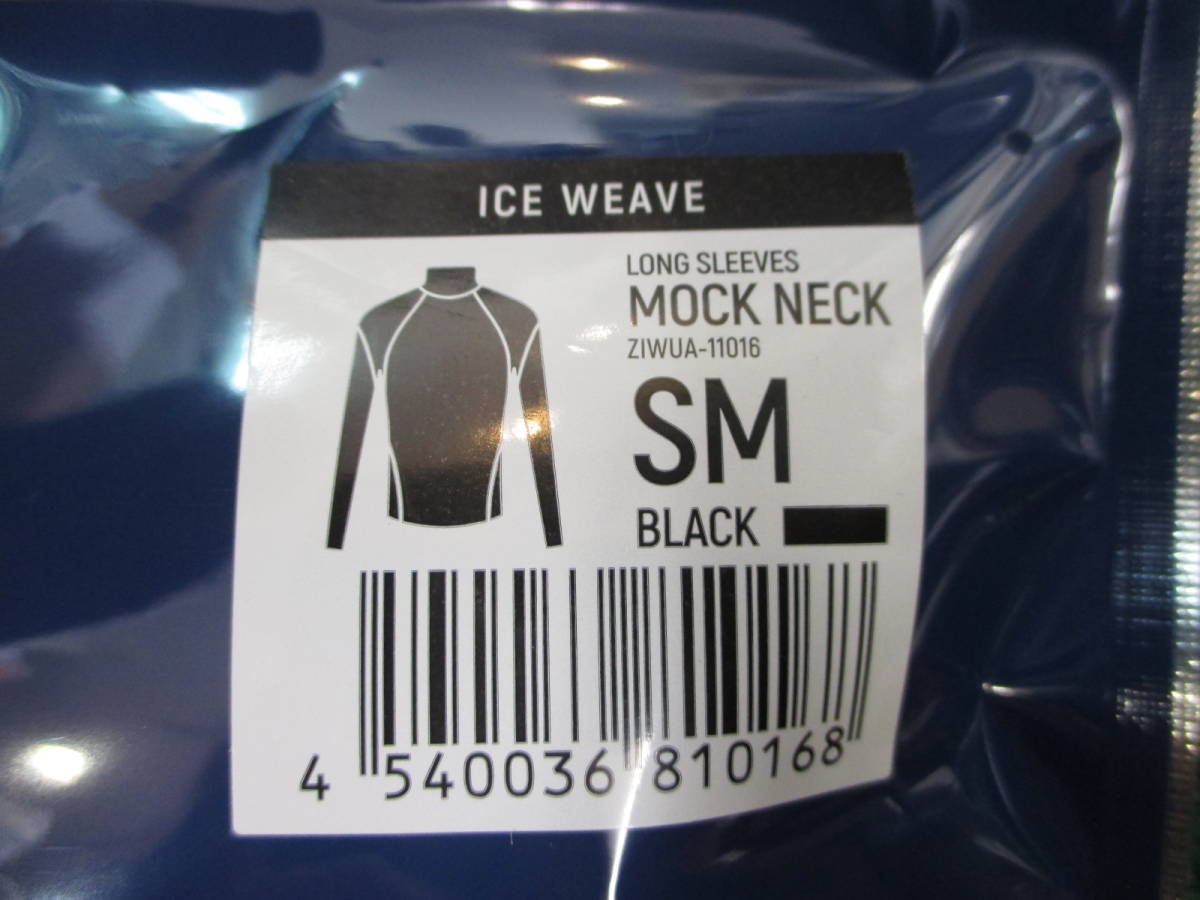 ICE WEAVE
LONG SLEEVES
MOCK NECK
ZIWUA-11016
SM
BLACK
4 540036 810168